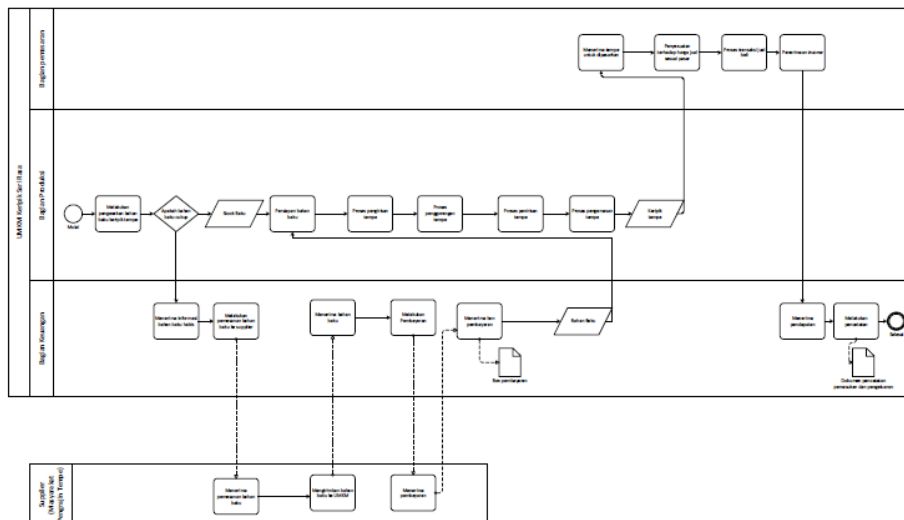 UMKM Keripik Seri Rasa
Bagian pemasaran
Menerima tempe
untuk dipasarkan
Penyesuaian
terhadap harga jual
sesuai pasar
Proses transaksi jual
beli
Penerimaan income
Bagian Produksi
Mulai
Melakukan
pengecekan bahan
baku keripik tempe
Apakah bahan
baku cukup
Stock Baku
Persiapan bahan
baku
Proses pengirisan
tempe
Proses
penggorengan
tempe
Proses penirisan
tempe
Proses pengemasan
tempe
Keripik
tempe
Bagian Keuangan
Menerima informasi
bahan baku habis
Melakukan
pemesanan bahan
baku ke supplier
Menerima bahan
baku
Melakukan
Pembayaran
Menerima bon
pembayaran
Bon pembayaran
Bahan Baku
Menerima
pendapatan
Melakukan
pencatatan
Selesai
Dokumen pencatatan
pemasukan dan pengeluaran
Supplier
(Masyarakat
Pengrajin Tempe)
Menerima
pemesanan bahan
baku
Mengirimkan bahan
baku ke UMKM
Menerima
pembayaran